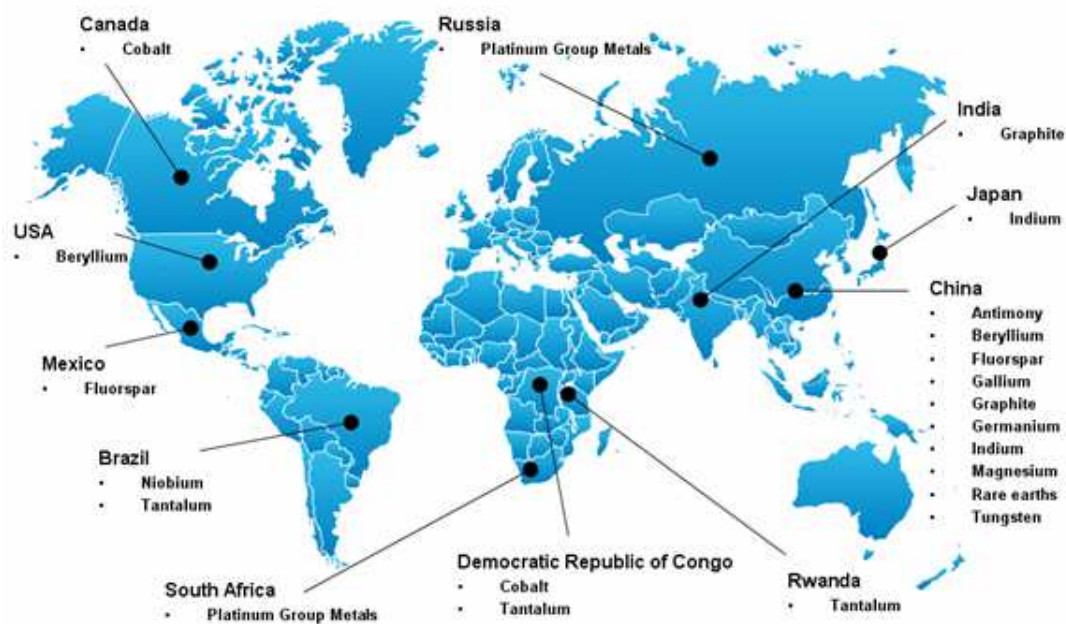 Canada
• Cobalt
Russia
• Platinum Group Metals
India
• Graphite
Japan
• Indium
USA
• Beryllium
China
• Antimony
• Beryllium
• Fluorspar
• Gallium
• Graphite
• Germanium
• Indium
• Magnesium
• Rare earths
• Tungsten
Mexico
• Fluorspar
Brazil
• Niobium
• Tantalum
South Africa
• Platinum Group Metals
Democratic Republic of Congo
• Cobalt
• Tantalum
Rwanda
• Tantalum